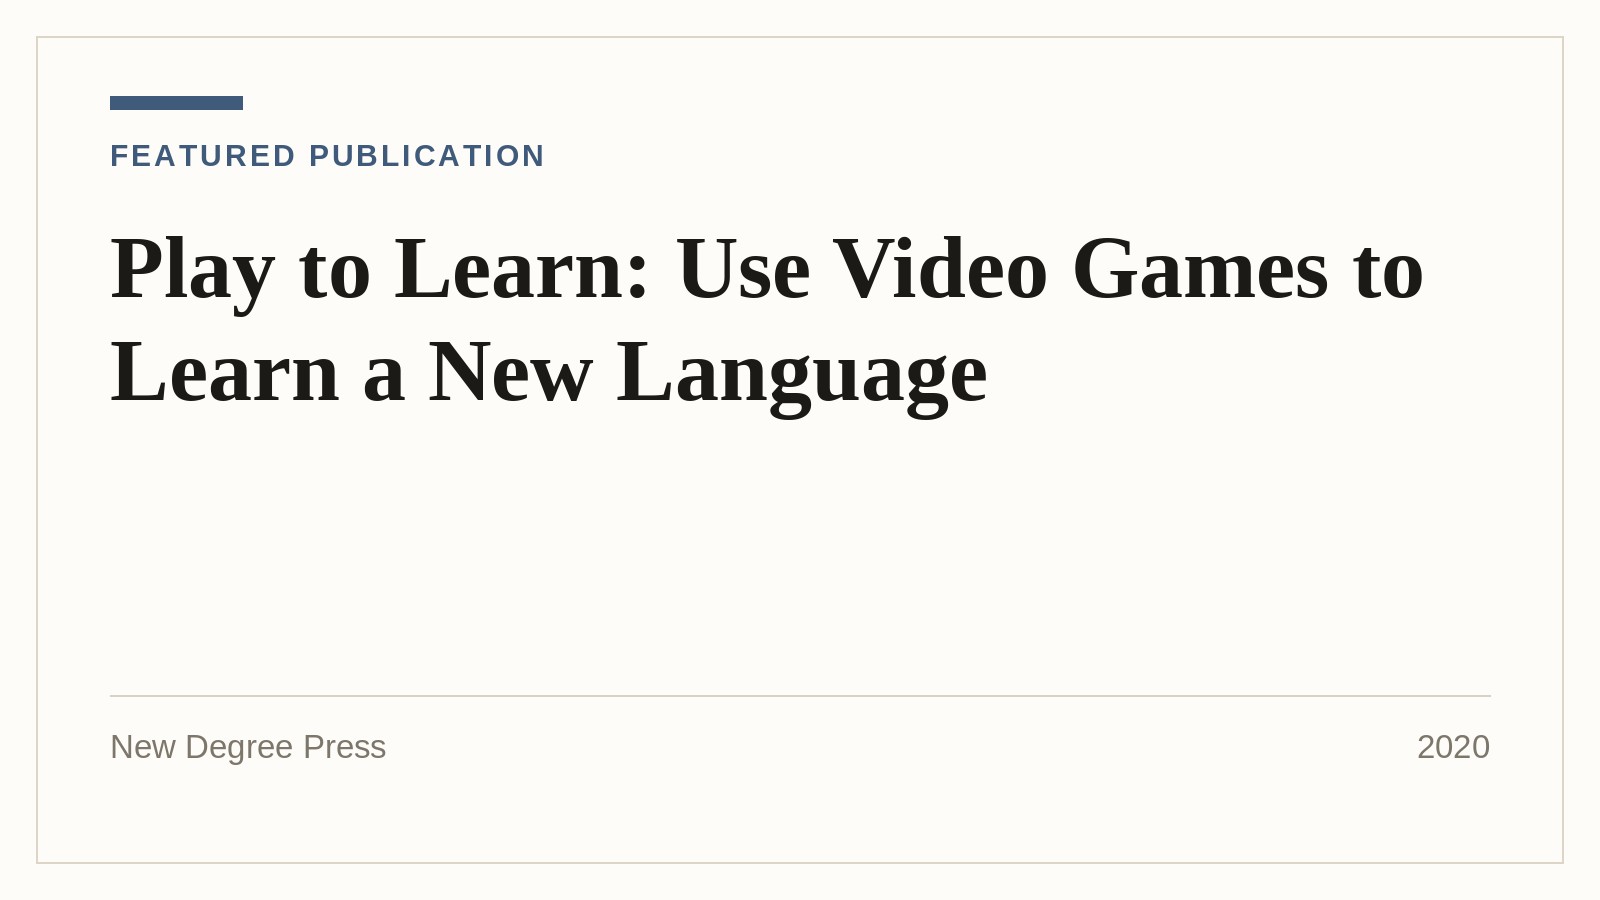 FEATURED PUBLICATION
Play to Learn: Use Video Games to
Learn a New Language
New Degree Press
2020